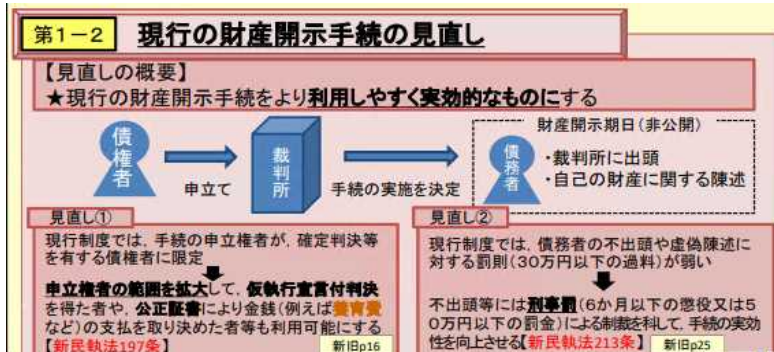 第1－2 現行の財産開示手続の見直し
【見直しの概要】
★現行の財産開示手続をより利用しやすく実効的なものにする
債権者
申立て
裁判所
手続の実施を決定
財産開示期日（非公開）
債務者
・裁判所に出頭
・自己の財産に関する陳述
見直し①
現行制度では，手続の申立権者が，確定判決等
を有する債権者に限定
申立権者の範囲を拡大して，仮執行宣言付判決
を得た者や，公正証書により金銭（例えば養育費
など）の支払を取り決めた者等も利用可能にする
【新民執法197条】
新旧p16
見直し②
現行制度では，債務者の不出頭や虚偽陳述に
対する罰則（30万円以下の過料）が弱い
不出頭等には刑事罰（6か月以下の懲役又は5
0万円以下の罰金）による制裁を科して，手続の実効
性を向上させる【新民執法213条】
新旧p25